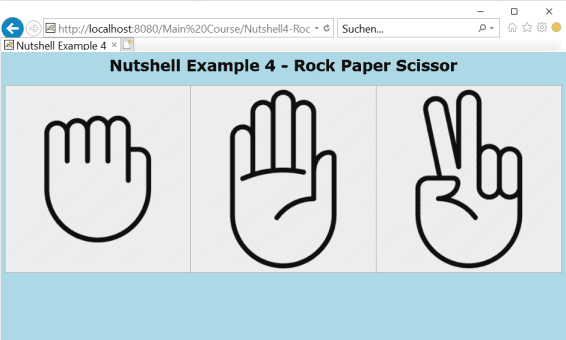 http://localhost:8080/Main%20Course/Nutshell4-Roc
Suchen...
Nutshell Example 4
Nutshell Example 4 - Rock Paper Scissor